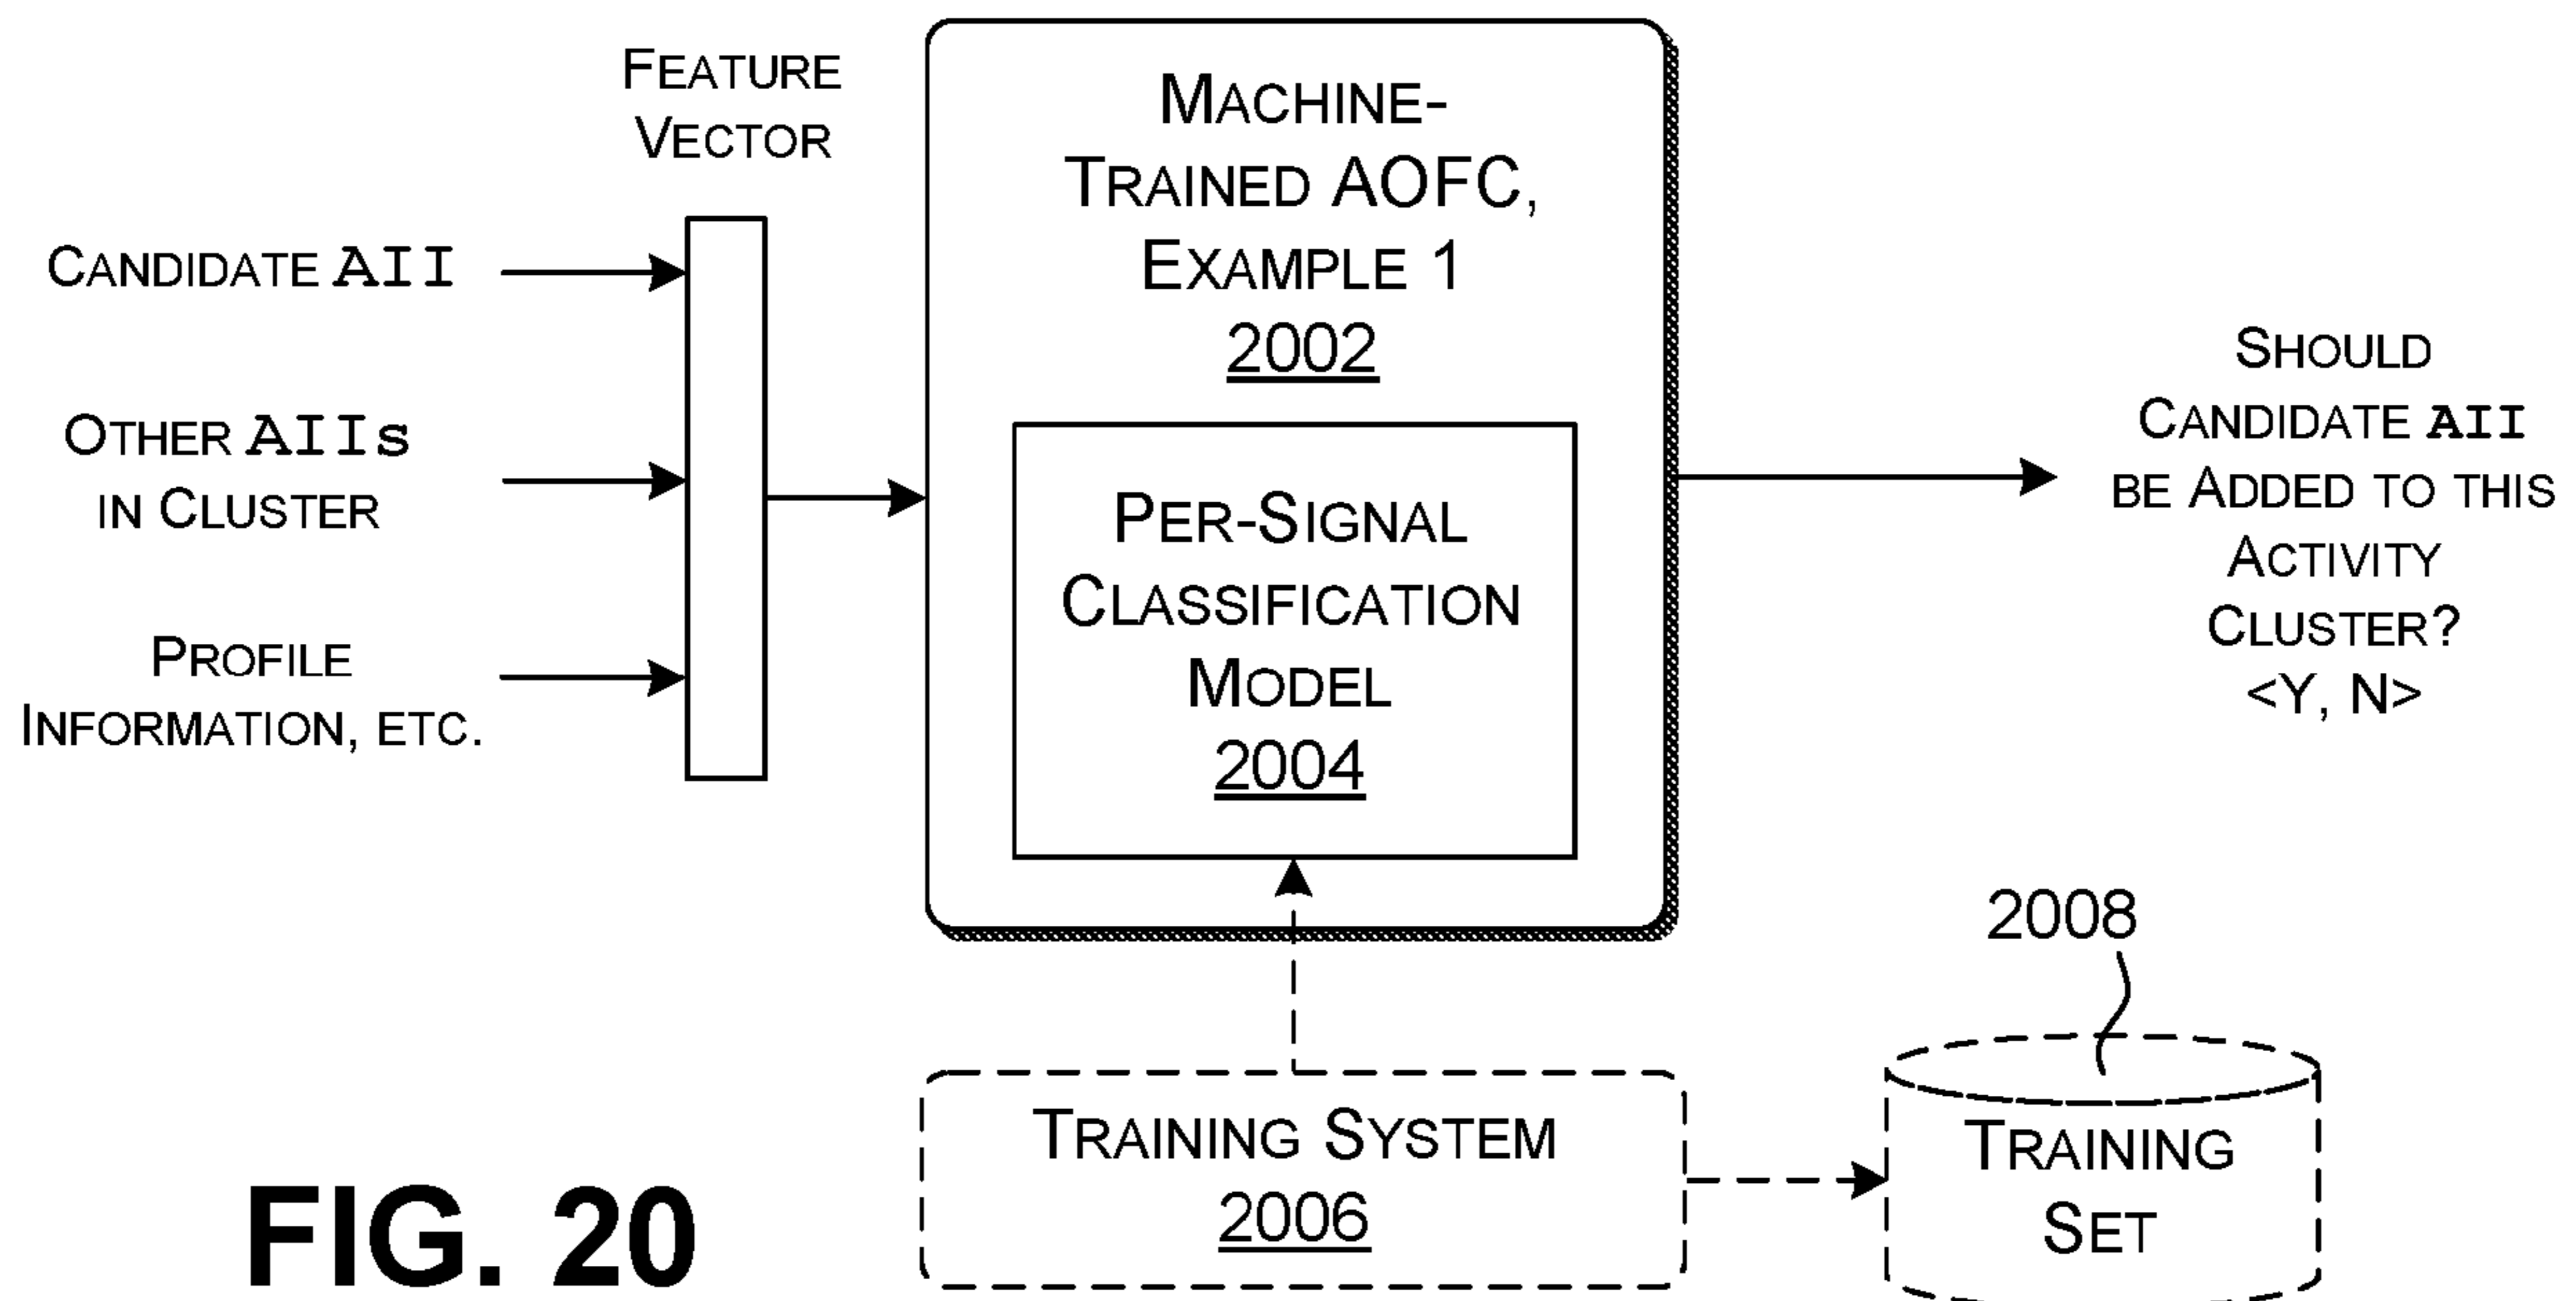 FEATURE
VECTOR
CANDIDATE AII
OTHER AIIs
IN CLUSTER
PROFILE
INFORMATION, ETC.
MACHINE-
TRAINED AOFC,
EXAMPLE 1
2002
PER-SIGNAL
CLASSIFICATION
MODEL
2004
SHOULD
CANDIDATE AII
BE ADDED TO THIS
ACTIVITY
CLUSTER?
<Y, N>
TRAINING SYSTEM
2006
2008
TRAINING
SET
FIG. 20